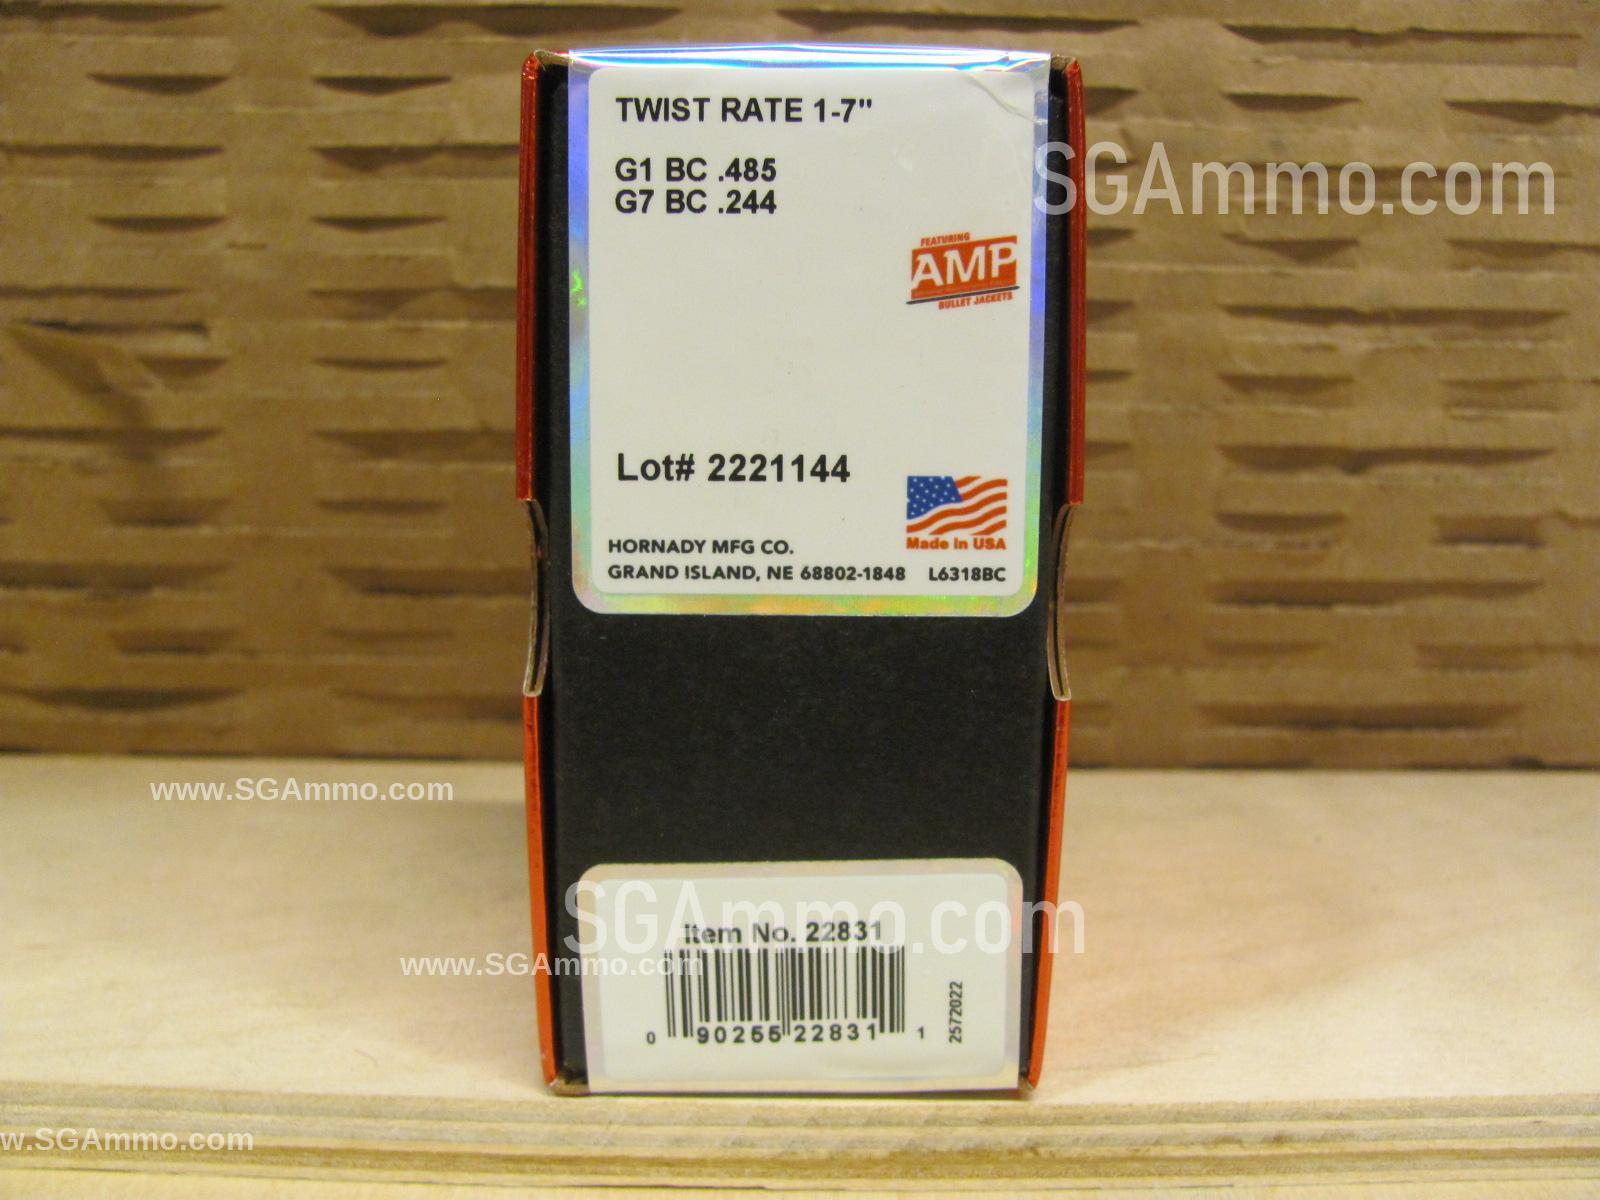 TWIST RATE 1-7"
G1 BC .485
G7 BC .244
SGAmmo.com
FEATURING
AMP
BULLET JACKETS
Lot# 2221144
Made in USA
HORNADY MFG CO.
GRAND ISLAND, NE 68802-1848 L6318BC
www.SGAmmo.com
SGAmmo.com
Item No. 22831
www.SGAmmo.com
2572022
0 90255 22831 1
w.SGAmmo.com